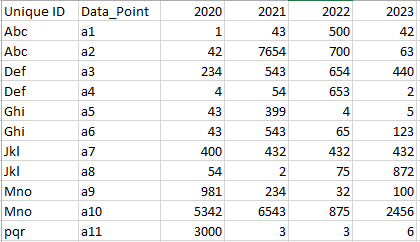 Unique ID Data_Point 2020 2021 2022 2023
Abc a1 1 43 500 42
Abc a2 42 7654 700 63
Def a3 234 543 654 440
Def a4 4 54 653 2
Ghi a5 43 399 4 5
Ghi a6 43 543 65 123
Jkl a7 400 432 432 432
Jkl a8 54 2 75 872
Mno a9 981 234 32 100
Mno a10 5342 6543 875 2456
pqr a11 3000 3 3 6